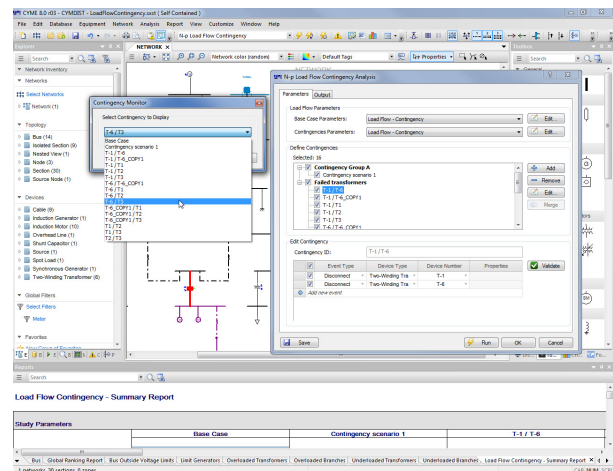 CYME 8.0 r03 - CYMDIST - LoadFlowContingency.sxst ( Self Contained )
File Edit Database Equipment Network Analysis Report View Customize Window Help
N-p Load Flow Contingency
Explorer
NETWORK X
Toolbox
Search
Network color (random)
Default Tags
Properties
Search
Network Inventory
Networks
Select Networks
Network (1)
Topology
Bus (14)
Isolated Section (9)
Nested View (1)
Node (3)
Section (30)
Source Node (1)
Devices
Cable (9)
Induction Generator (1)
Induction Motor (10)
Overhead Line (1)
Shunt Capacitor (1)
Source (1)
Spot Load (1)
Synchronous Generator (1)
Two-Winding Transformer (6)
Global Filters
Select Filters
Meter
Favorites
Contingency Monitor
Select Contingency to Display
T-6 / T3
Base Case
Contingency scenario 1
T-1 / T-6
T-1 / T-6_COPY1
T-1 / T1
T-1 / T2
T-1 / T3
T-6 / T-6_COPY1
T-6 / T1
T-6 / T2
T-6 / T3
T-6_COPY1 / T1
T-6_COPY1 / T2
T-6_COPY1 / T3
T1 / T2
T1 / T3
T2 / T3
N-p Load Flow Contingency Analysis
Parameters Output
Load Flow Parameters
Base Case Parameters: Load Flow - Contingency Edit...
Contingencies Parameters: Load Flow - Contingency Edit...
Define Contingencies
Selected: 16
Contingency Group A
Contingency scenario 1
Failed transformers
T-1 / T-6
T-1 / T-6_COPY1
T-1 / T1
T-1 / T2
T-1 / T3
T-6 / T-6_COPY1
Add
Remove
Edit...
Merge
Edit Contingency
Contingency ID: T-1 / T-6
Event Type Device Type Device Number Properties
Disconnect Two-Winding Tra T-1
Disconnect Two-Winding Tra T-6
Add new event
Validate
Save Run OK Cancel
Reports
Search
Load Flow Contingency - Summary Report
Study Parameters
Base Case Contingency scenario 1 T-1 / T-6
Bus Global Ranking Report Bus Outside Voltage Limits Limit Generators Overloaded Transformers Overloaded Branches Underloaded Transformers Underloaded Branches Load Flow Contingency - Summary Report X
1 networks, 30 sections, 0 zones
CAP NUM SCRL